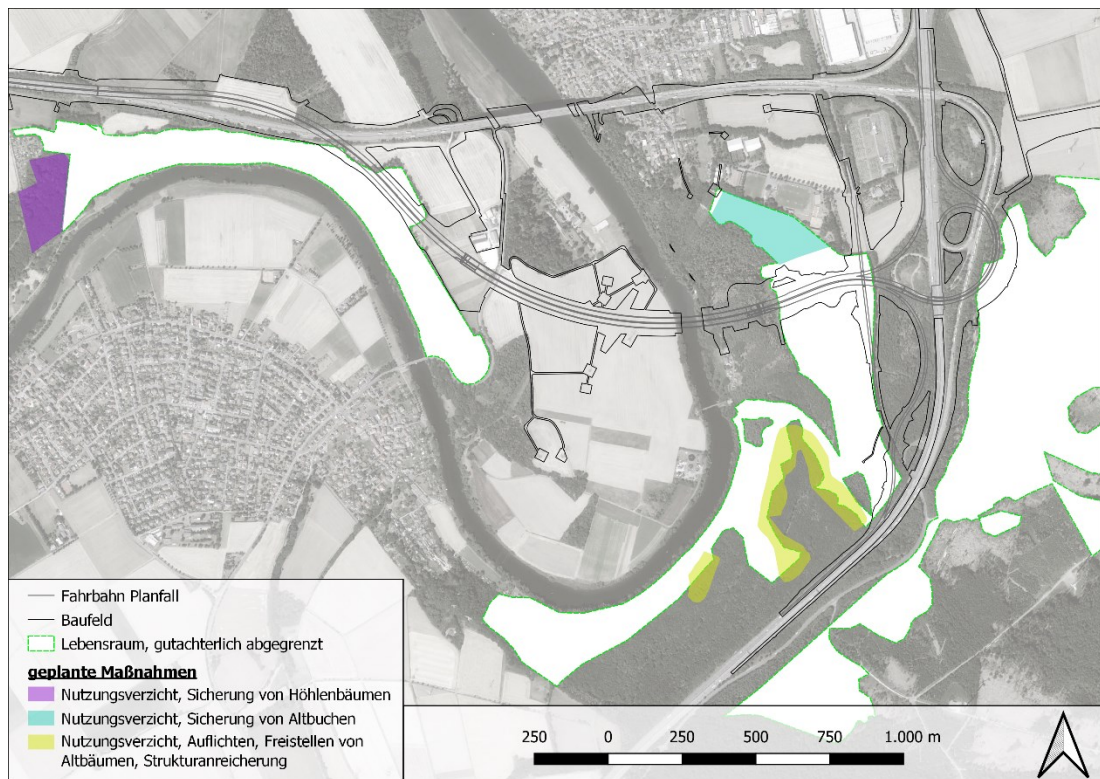 Fahrbahn Planfall
Baufeld
Lebensraum, gutachterlich abgegrenzt
geplante Maßnahmen
Nutzungsverzicht, Sicherung von Höhlenbäumen
Nutzungsverzicht, Sicherung von Altbuchen
Nutzungsverzicht, Auflichten, Freistellen von
Altbäumen, Strukturanreicherung
250 0 250 500 750 1.000 m